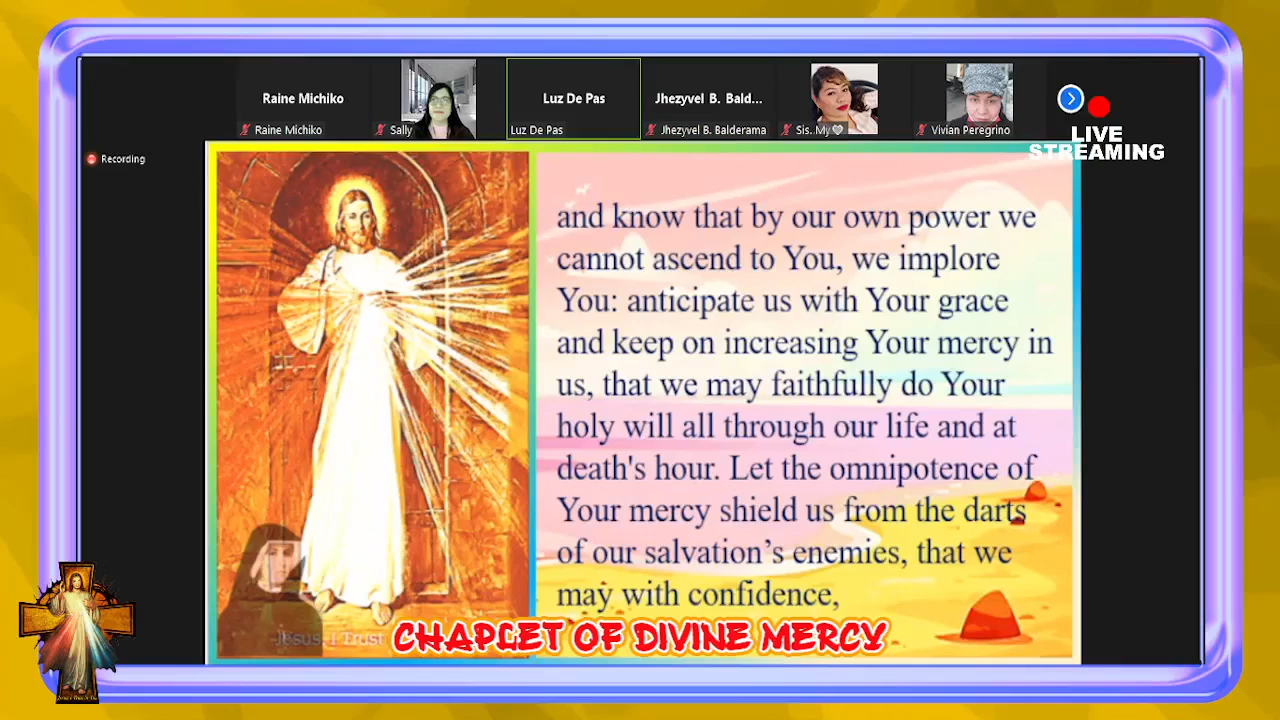 Raine Michiko
Luz De Pas
Jhezyvel B. Bald...
Raine Michiko
Sally
Luz De Pas
Jhezyvel B. Balderama
Sis. My
Vivian Peregrino
LIVE
STREAMING
Recording
and know that by our own power we
cannot ascend to You, we implore
You: anticipate us with Your grace
and keep on increasing Your mercy in
us, that we may faithfully do Your
holy will all through our life and at
death's hour. Let the omnipotence of
Your mercy shield us from the darts
of our salvation’s enemies, that we
may with confidence,
Jesus, I Trust
CHAPLET OF DIVINE MERCY